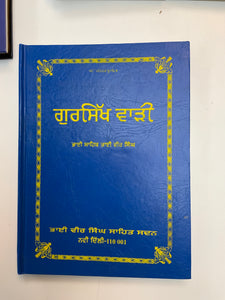 ਗੁਰਸਿੱਖ ਵਾੜੀ
ਭਾਈ ਸਾਹਿਬ ਭਾਈ ਵੀਰ ਸਿੰਘ
ਭਾਈ ਵੀਰ ਸਿੰਘ ਸਾਹਿਤ ਸਦਨ
ਨਵੀਂ ਦਿੱਲੀ-110 001